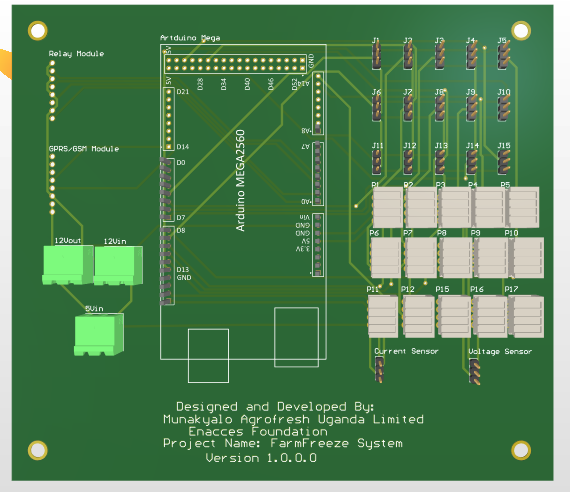 Artduino Mega
Relay Module
GPRS/GSM Module
12Vout
12Vin
5Vin
5V
GND
5V
D21
D28
D34
D40
D46
D52
D14
D0
D7
D8
D13
GND
Arduino MEGA2560
A15
A8
A7
A0
Vin
GND
GND
5V
3.3V
J1 J2 J3 J4 J5
J6 J7 J8 J9 J10
J11 J12 J13 J14 J15
P1 P2 P3 P4 P5
P6 P7 P8 P9 P10
P11 P12 P15 P16 P17
Current Sensor
Voltage Sensor
Designed and Developed By:
Munakyalo Agrofresh Uganda Limited
Enacces Foundation
Project Name: FarmFreeze System
Version 1.0.0.0